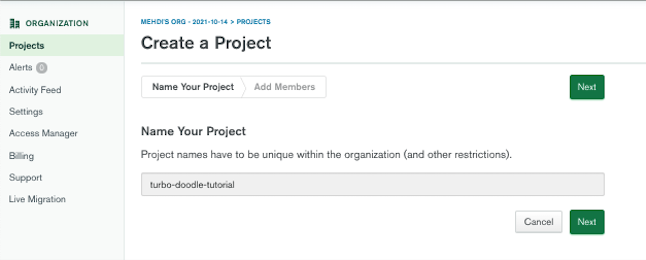 ORGANIZATION
Projects
Alerts 0
Activity Feed
Settings
Access Manager
Billing
Support
Live Migration
MEHDI'S ORG - 2021-10-14 > PROJECTS
Create a Project
Name Your Project Add Members Next
Name Your Project
Project names have to be unique within the organization (and other restrictions).
turbo-doodle-tutorial
Cancel Next